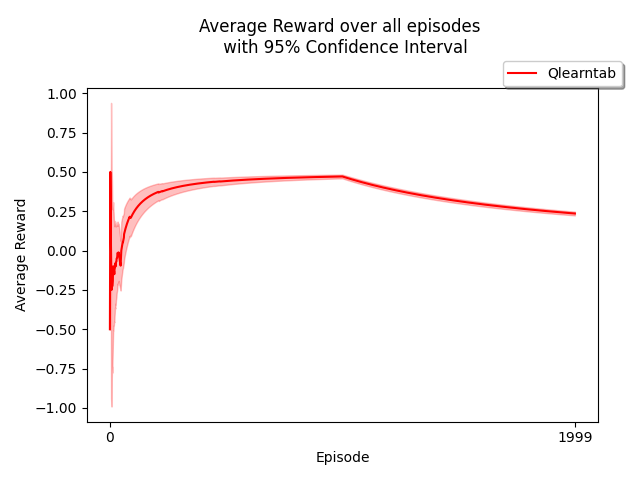 Average Reward over all episodes
with 95% Confidence Interval
Qlearntab
1.00
0.75
0.50
0.25
0.00
−0.25
−0.50
−0.75
−1.00
Average Reward
0 1999
Episode